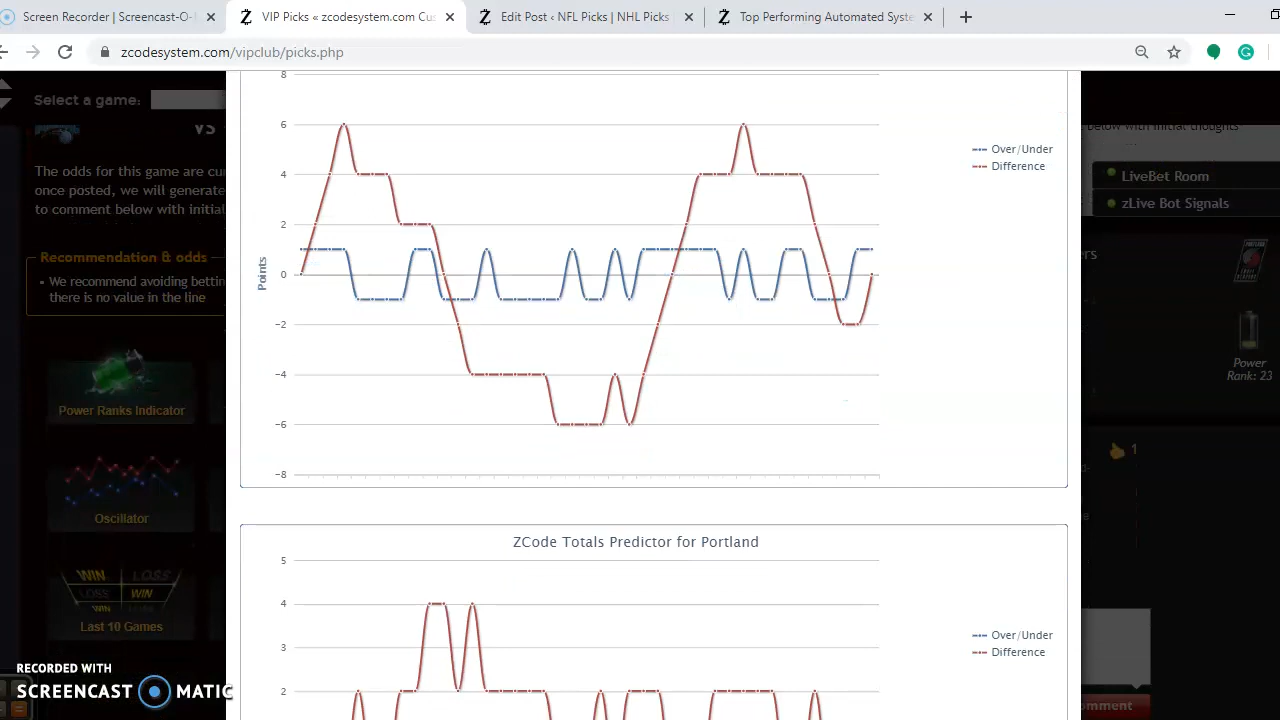 Screen Recorder | Screencast-O-
VIP Picks « zcodesystem.com Cu
Edit Post ‹ NFL Picks | NHL Picks
Top Performing Automated Syste
zcodesystem.com/vipclub/picks.php
Select a game:
VS
The odds for this game are cu
once posted, we will generate
to comment below with initial
Recommendation & odds
We recommend avoiding bettin
there is no value in the line
Power Ranks Indicator
Oscillator
WIN LOSS
LOSS WIN
WIN
Last 10 Games
RECORDED WITH
SCREENCAST MATIC
8
6
4
2
0
−2
−4
−6
−8
Points
Over/Under
Difference
ZCode Totals Predictor for Portland
5
4
3
2
Over/Under
Difference
below with initial thoughts
...
LiveBet Room
zLive Bot Signals
ers
Power
Rank: 23
1
omment